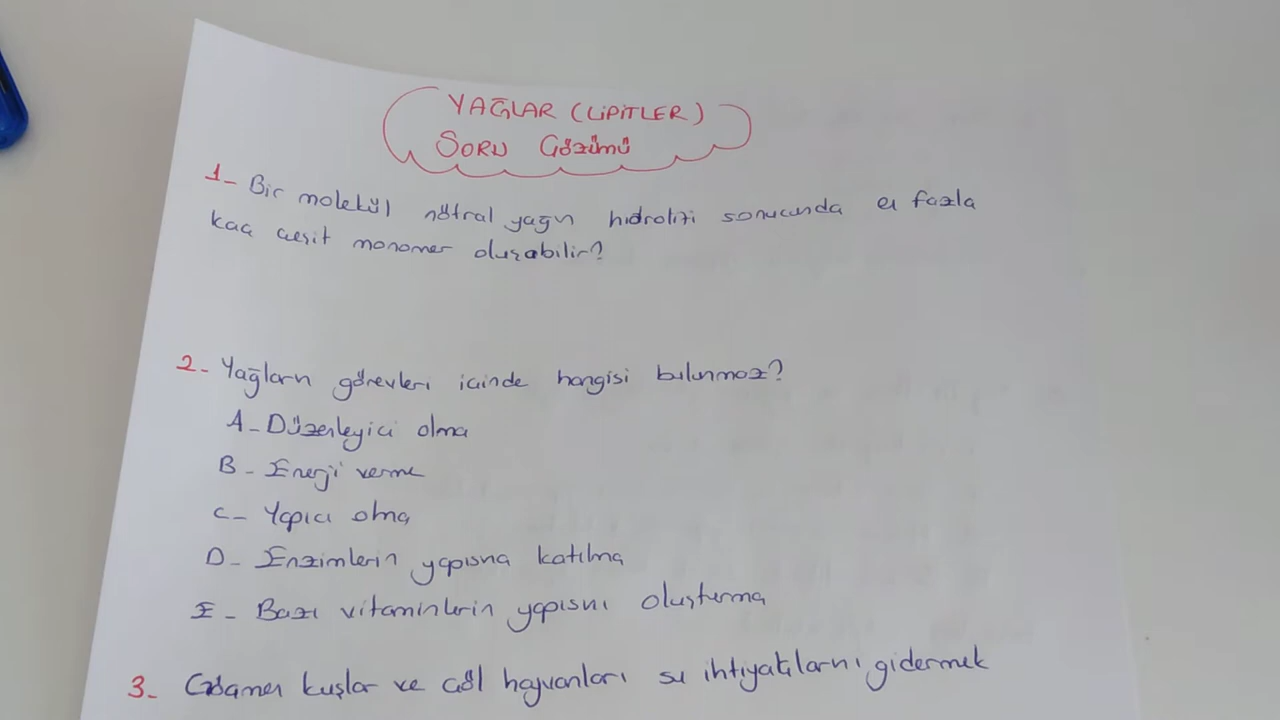 YAĞLAR (LİPİTLER)
SORU Çözümü
1- Bir molekül nötral yağın hidrolizi sonucunda en fazla
kaç çeşit monomer oluşabilir?
2- Yağların görevleri içinde hangisi bulunmaz?
A- Düzenleyici olma
B- Enerji verme
C- Yapıcı olma
D- Enzimlerin yapısına katılma
E- Bazı vitaminlerin yapısını oluşturma
3- Göçmen kuşlar ve çöl hayvanları su ihtiyaçlarını gidermek